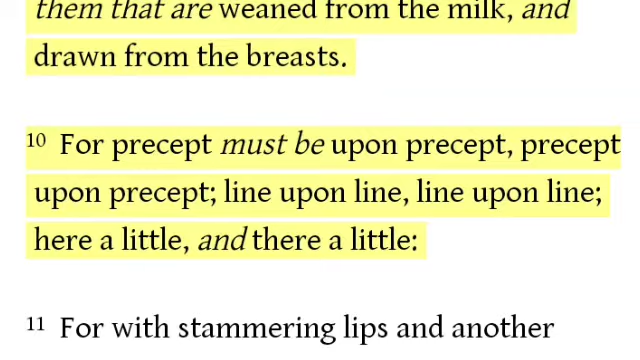 them that are weaned from the milk, and
drawn from the breasts.
10 For precept must be upon precept, precept
upon precept; line upon line, line upon line;
here a little, and there a little:
11 For with stammering lips and another